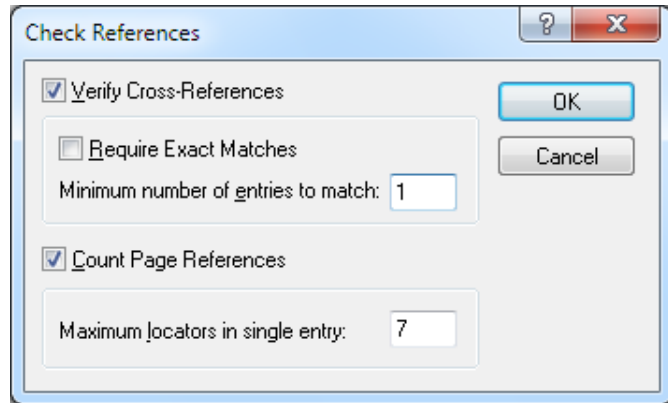 Check References
Verify Cross-References
OK
Require Exact Matches
Cancel
Minimum number of entries to match: 1
Count Page References
Maximum locators in single entry: 7